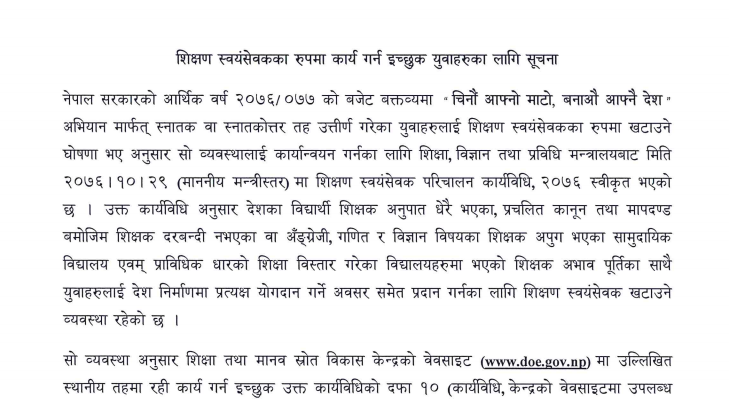 शिक्षण स्वयंसेवकका रुपमा कार्य गर्न इच्छुक युवाहरुका लागि सूचना
नेपाल सरकारको आर्थिक वर्ष २०७६/०७७ को बजेट बक्तव्यमा "चिनौं आफ्नो माटो, बनाऔ आफ्नै देश"
अभियान मार्फत् स्नातक वा स्नातकोत्तर तह उत्तीर्ण गरेका युवाहरुलाई शिक्षण स्वयंसेवकका रुपमा खटाउने
घोषणा भए अनुसार सो व्यवस्थालाई कार्यान्वयन गर्नका लागि शिक्षा, विज्ञान तथा प्रविधि मन्त्रालयबाट मिति
२०७६।१०।२९ (माननीय मन्त्रीस्तर) मा शिक्षण स्वयंसेवक परिचालन कार्यविधि, २०७६ स्वीकृत भएको
छ । उक्त कार्यविधि अनुसार देशका विद्यार्थी शिक्षक अनुपात धेरै भएका, प्रचलित कानून तथा मापदण्ड
बमोजिम शिक्षक दरबन्दी नभएका वा अँङ्ग्रेजी, गणित र विज्ञान विषयका शिक्षक अपुग भएका सामुदायिक
विद्यालय एवम् प्राविधिक धारको शिक्षा विस्तार गरेका विद्यालयहरुमा भएको शिक्षक अभाव पूर्तिका साथै
युवाहरुलाई देश निर्माणमा प्रत्यक्ष योगदान गर्ने अवसर समेत प्रदान गर्नका लागि शिक्षण स्वयंसेवक खटाउने
व्यवस्था रहेको छ ।
सो व्यवस्था अनुसार शिक्षा तथा मानव स्रोत विकास केन्द्रको वेवसाइट (www.doe.gov.np) मा उल्लिखित
स्थानीय तहमा रही कार्य गर्न इच्छुक उक्त कार्यविधिको दफा १० (कार्यविधि, केन्द्रको वेवसाइटमा उपलब्ध